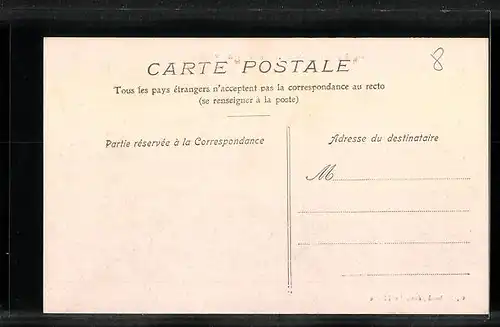 CARTE POSTALE
8
Tous les pays étrangers n'acceptent pas la correspondance au recto
(se renseigner à la poste)
Partie réservée à la Correspondance
Adresse du destinataire
M